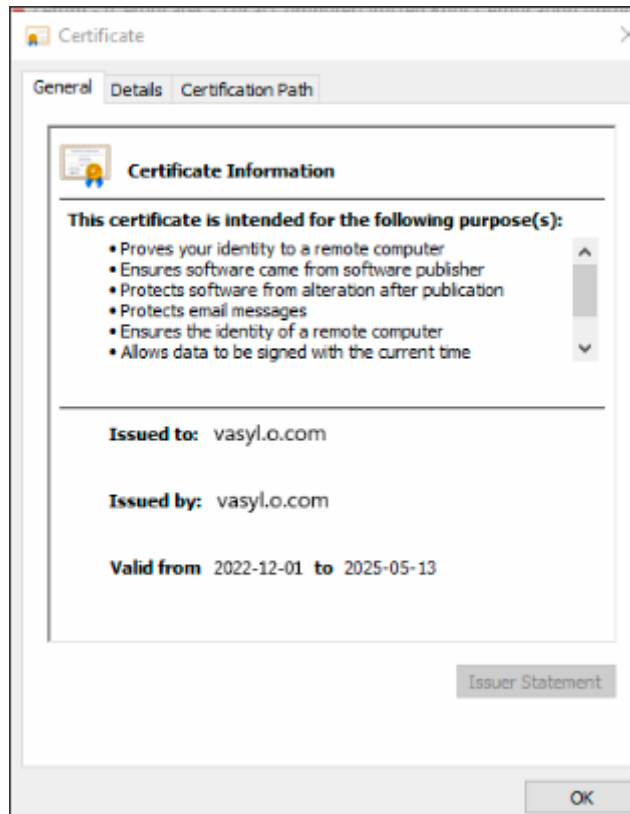 Certificate
General Details Certification Path
Certificate Information
This certificate is intended for the following purpose(s):
• Proves your identity to a remote computer
• Ensures software came from software publisher
• Protects software from alteration after publication
• Protects email messages
• Ensures the identity of a remote computer
• Allows data to be signed with the current time
Issued to: vasyl.o.com
Issued by: vasyl.o.com
Valid from 2022-12-01 to 2025-05-13
Issuer Statement
OK